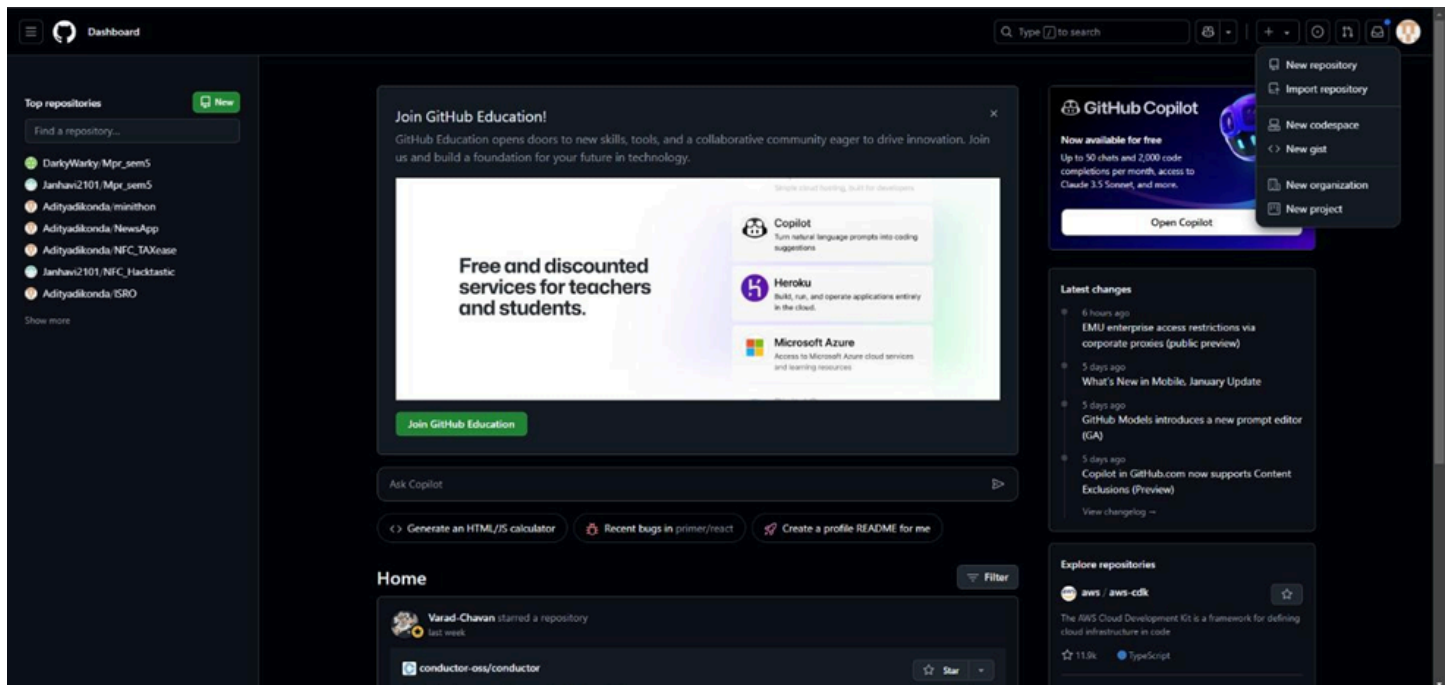 Dashboard
Type / to search
New repository
Import repository
New codespace
New gist
New organization
New project
Top repositories
New
Find a repository...
DarkyWarky/Mpr_sem5
Janhavi2101/Mpr_sem5
Adityadikonda/minithon
Adityadikonda/NewsApp
Adityadikonda/NFC_TAXease
Janhavi2101/NFC_Hacktastic
Adityadikonda/ISRO
Show more
Join GitHub Education!
GitHub Education opens doors to new skills, tools, and a collaborative community eager to drive innovation. Join
us and build a foundation for your future in technology.
Free and discounted
services for teachers
and students.
Simple cloud hosting, built for developers
Copilot
Turn natural language prompts into coding
suggestions
Heroku
Build, run, and operate applications entirely
in the cloud.
Microsoft Azure
Access to Microsoft Azure cloud services
and learning resources
Join GitHub Education
Ask Copilot
Generate an HTML/JS calculator
Recent bugs in primer/react
Create a profile README for me
Home
Filter
Varad-Chavan starred a repository
last week
conductor-oss/conductor
Star
GitHub Copilot
Now available for free
Up to 50 chats and 2,000 code
completions per month, access to
Claude 3.5 Sonnet, and more.
Open Copilot
Latest changes
6 hours ago
EMU enterprise access restrictions via
corporate proxies (public preview)
5 days ago
What's New in Mobile, January Update
5 days ago
GitHub Models introduces a new prompt editor
(GA)
5 days ago
Copilot in GitHub.com now supports Content
Exclusions (Preview)
View changelog →
Explore repositories
aws / aws-cdk
The AWS Cloud Development Kit is a framework for defining
cloud infrastructure in code
11.9k
TypeScript